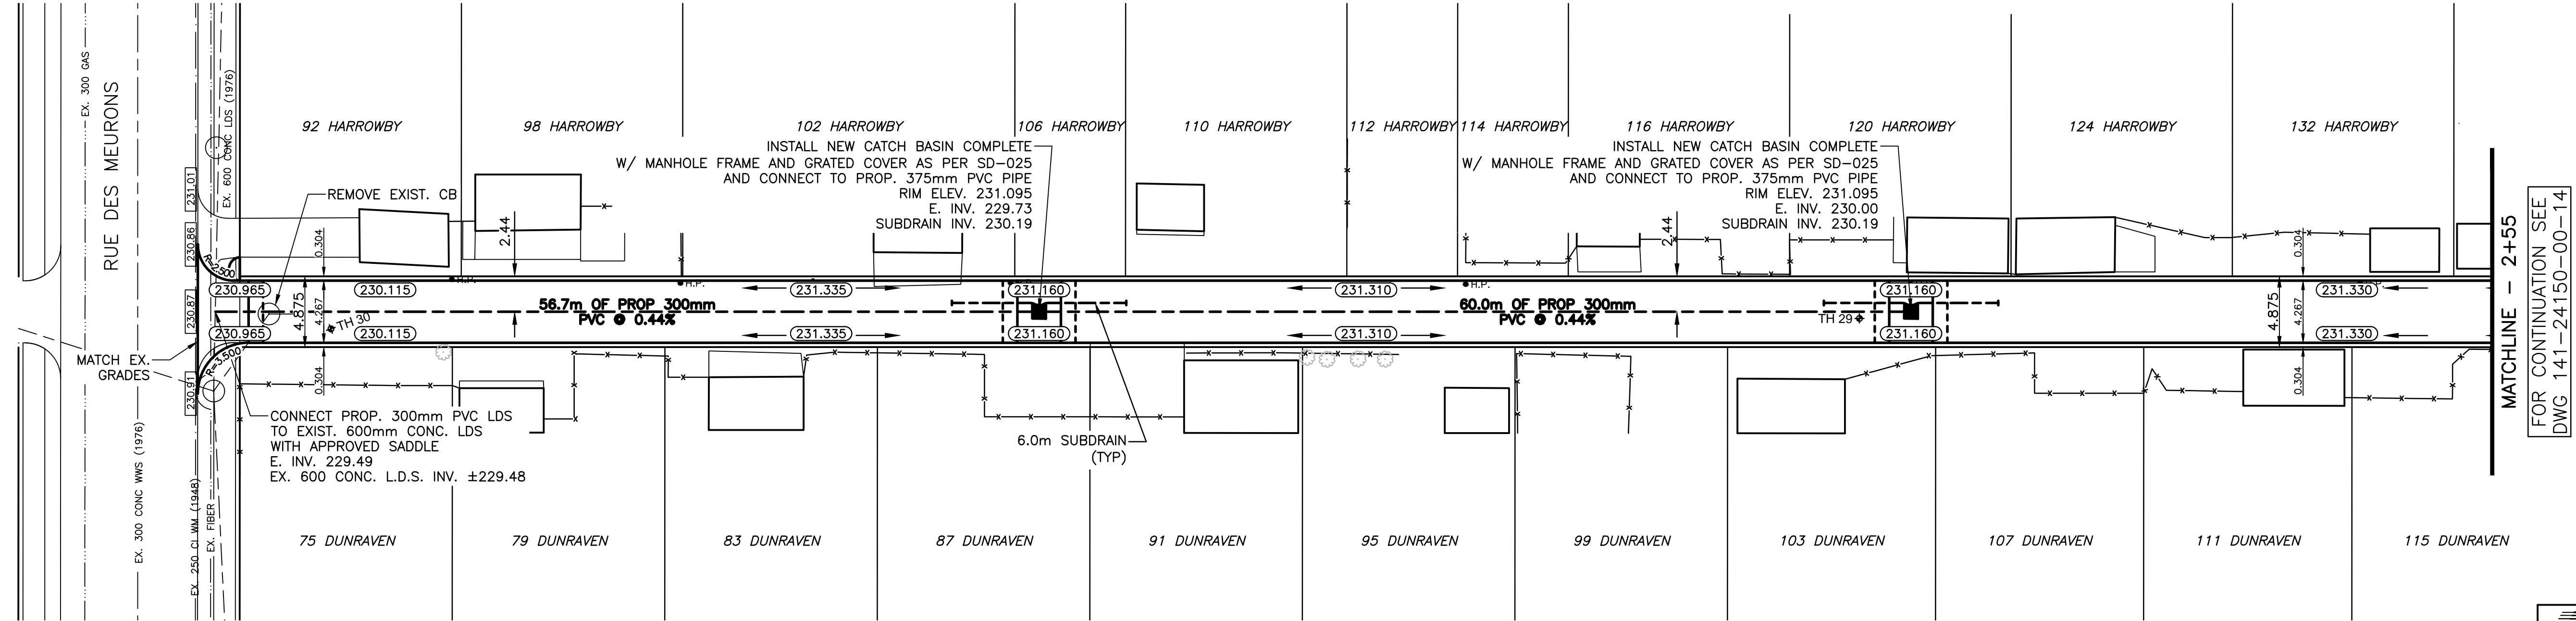 RUE DES MEURONS
EX. 300 GAS
EX. 300 CONC WWS (1976)
EX. 250 CI WM (1948)
EX. FIBER
EX. 600 CONC LDS (1976)
231.01
230.86
230.87
230.91
MATCH EX.
GRADES
92 HARROWBY
98 HARROWBY
102 HARROWBY
106 HARROWBY
110 HARROWBY
112 HARROWBY
114 HARROWBY
116 HARROWBY
120 HARROWBY
124 HARROWBY
132 HARROWBY
REMOVE EXIST. CB
INSTALL NEW CATCH BASIN COMPLETE
W/ MANHOLE FRAME AND GRATED COVER AS PER SD-025
AND CONNECT TO PROP. 375mm PVC PIPE
RIM ELEV. 231.095
E. INV. 229.73
SUBDRAIN INV. 230.19
INSTALL NEW CATCH BASIN COMPLETE
W/ MANHOLE FRAME AND GRATED COVER AS PER SD-025
AND CONNECT TO PROP. 375mm PVC PIPE
RIM ELEV. 231.095
E. INV. 230.00
SUBDRAIN INV. 230.19
R=2.500
R=3.500
0.304
2.44
2.44
0.304
H.P.
H.P.
H.P.
230.965
230.115
231.335
231.160
231.310
231.160
231.330
4.875
4.267
TH 30
56.7m OF PROP 300mm
PVC @ 0.44%
60.0m OF PROP 300mm
PVC @ 0.44%
TH 29
4.875
4.267
230.965
230.115
231.335
231.160
231.310
231.160
231.330
0.304
0.304
CONNECT PROP. 300mm PVC LDS
TO EXIST. 600mm CONC. LDS
WITH APPROVED SADDLE
E. INV. 229.49
EX. 600 CONC. L.D.S. INV. ±229.48
6.0m SUBDRAIN
(TYP)
75 DUNRAVEN
79 DUNRAVEN
83 DUNRAVEN
87 DUNRAVEN
91 DUNRAVEN
95 DUNRAVEN
99 DUNRAVEN
103 DUNRAVEN
107 DUNRAVEN
111 DUNRAVEN
115 DUNRAVEN
MATCHLINE - 2+55
FOR CONTINUATION SEE
DWG 141-24150-00-14